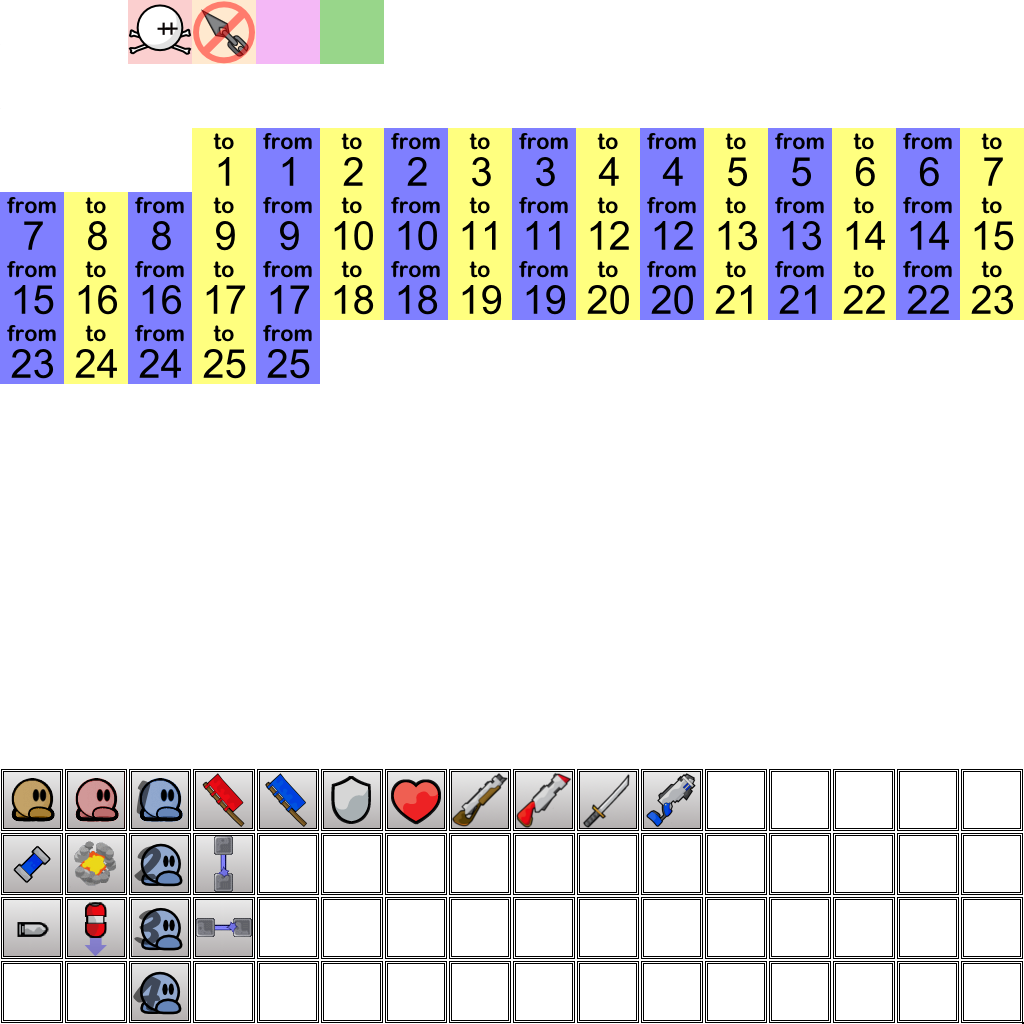 to from to from to from to from to from to from to
1 1 2 2 3 3 4 4 5 5 6 6 7
from to from to from to from to from to from to from to from to
7 8 8 9 9 10 10 11 11 12 12 13 13 14 14 15
from to from to from to from to from to from to from to from to
15 16 16 17 17 18 18 19 19 20 20 21 21 22 22 23
from to from to from
23 24 24 25 25
1
2
3
4